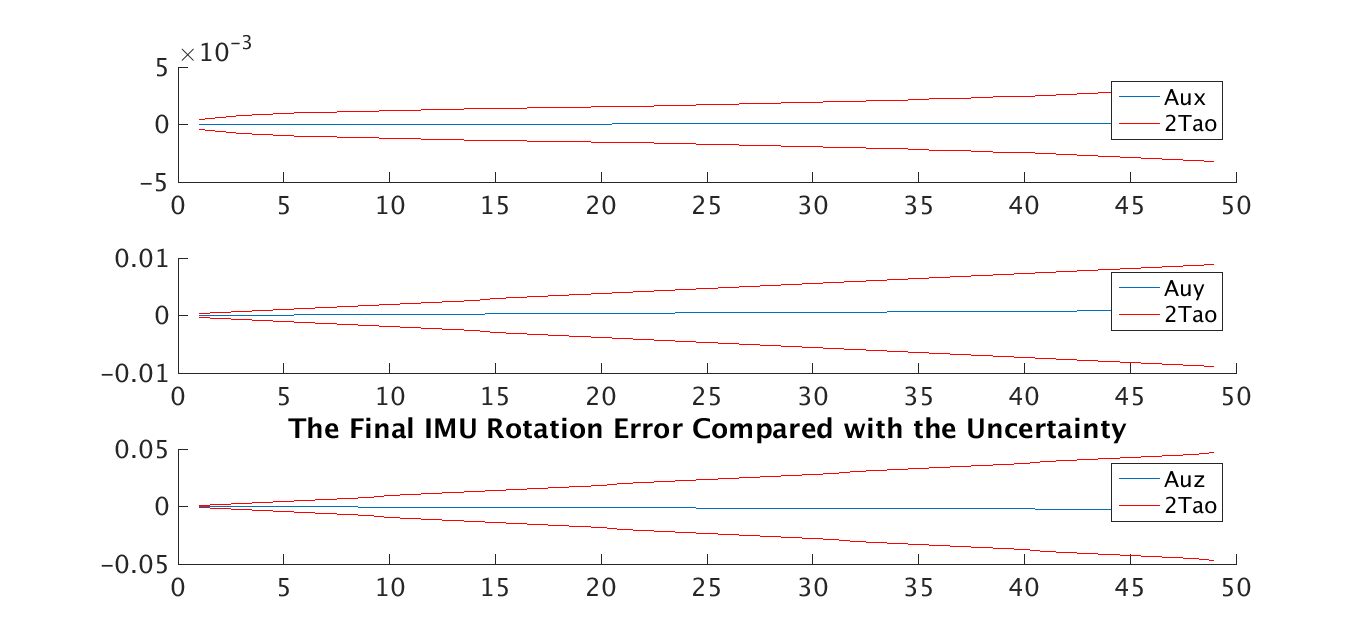 ×10⁻³
5
0
−5
0 5 10 15 20 25 30 35 40 45 50
Aux
2Tao
0.01
0
−0.01
0 5 10 15 20 25 30 35 40 45 50
Auy
2Tao
The Final IMU Rotation Error Compared with the Uncertainty
0.05
0
−0.05
0 5 10 15 20 25 30 35 40 45 50
Auz
2Tao